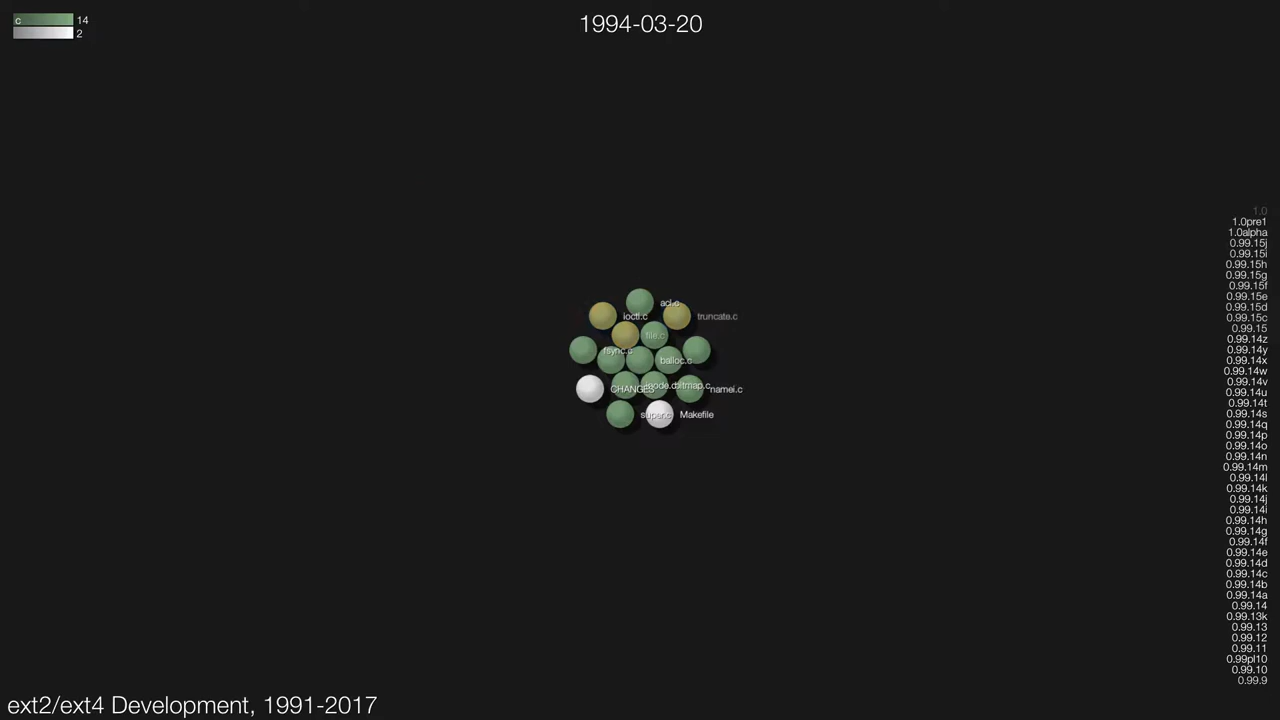 c 14
2
1994-03-20
1.0
1.0pre1
1.0alpha
0.99.15j
0.99.15i
0.99.15h
0.99.15g
0.99.15f
0.99.15e
0.99.15d
0.99.15c
0.99.15
0.99.14z
0.99.14y
0.99.14x
0.99.14w
0.99.14v
0.99.14u
0.99.14t
0.99.14s
0.99.14q
0.99.14p
0.99.14o
0.99.14n
0.99.14m
0.99.14l
0.99.14k
0.99.14j
0.99.14i
0.99.14h
0.99.14g
0.99.14f
0.99.14e
0.99.14d
0.99.14c
0.99.14b
0.99.14a
0.99.14
0.99.13k
0.99.13
0.99.12
0.99.11
0.99pl10
0.99.10
0.99.9
acl.c
ioctl.c
truncate.c
file.c
fsync.c
balloc.c
CHANGES
inode.c
bitmap.c
namei.c
super.c
Makefile
ext2/ext4 Development, 1991-2017